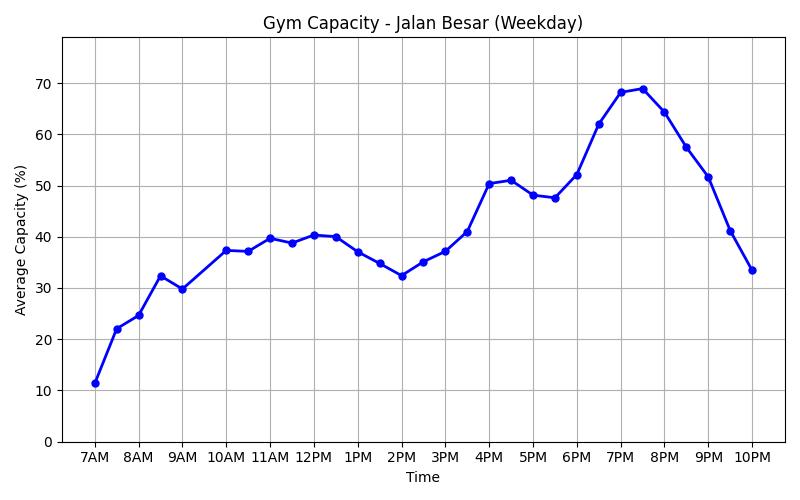 Gym Capacity - Jalan Besar (Weekday)
Average Capacity (%)
70
60
50
40
30
20
10
0
7AM 8AM 9AM 10AM 11AM 12PM 1PM 2PM 3PM 4PM 5PM 6PM 7PM 8PM 9PM 10PM
Time